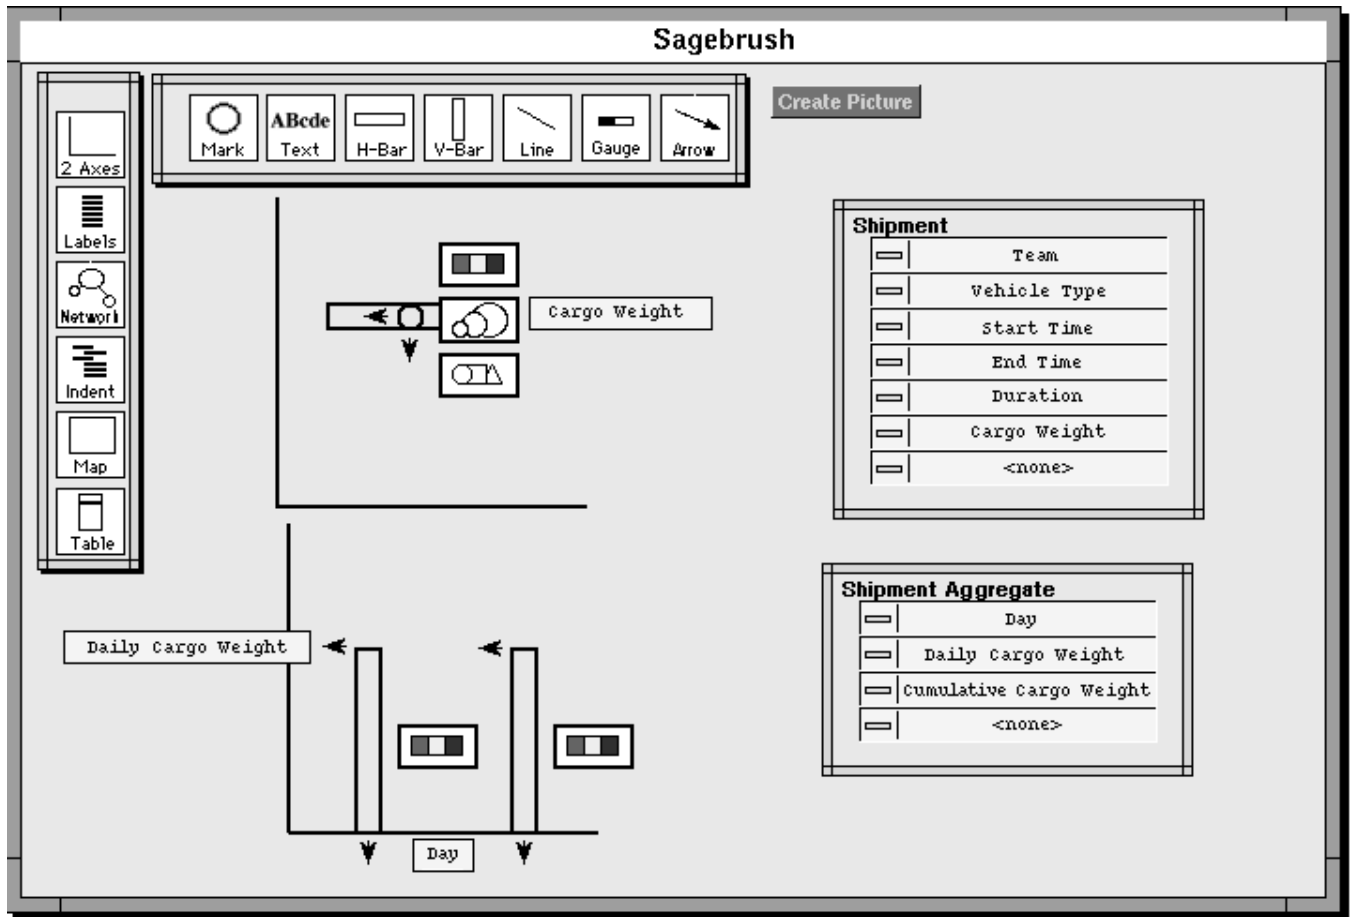 Sagebrush
Create Picture
Mark
ABcde
Text
H-Bar
V-Bar
Line
Gauge
Arrow
2 Axes
Labels
Network
Indent
Map
Table
Cargo Weight
Shipment
Team
Vehicle Type
Start Time
End Time
Duration
Cargo Weight
<none>
Daily Cargo Weight
Day
Shipment Aggregate
Day
Daily Cargo Weight
Cumulative Cargo Weight
<none>